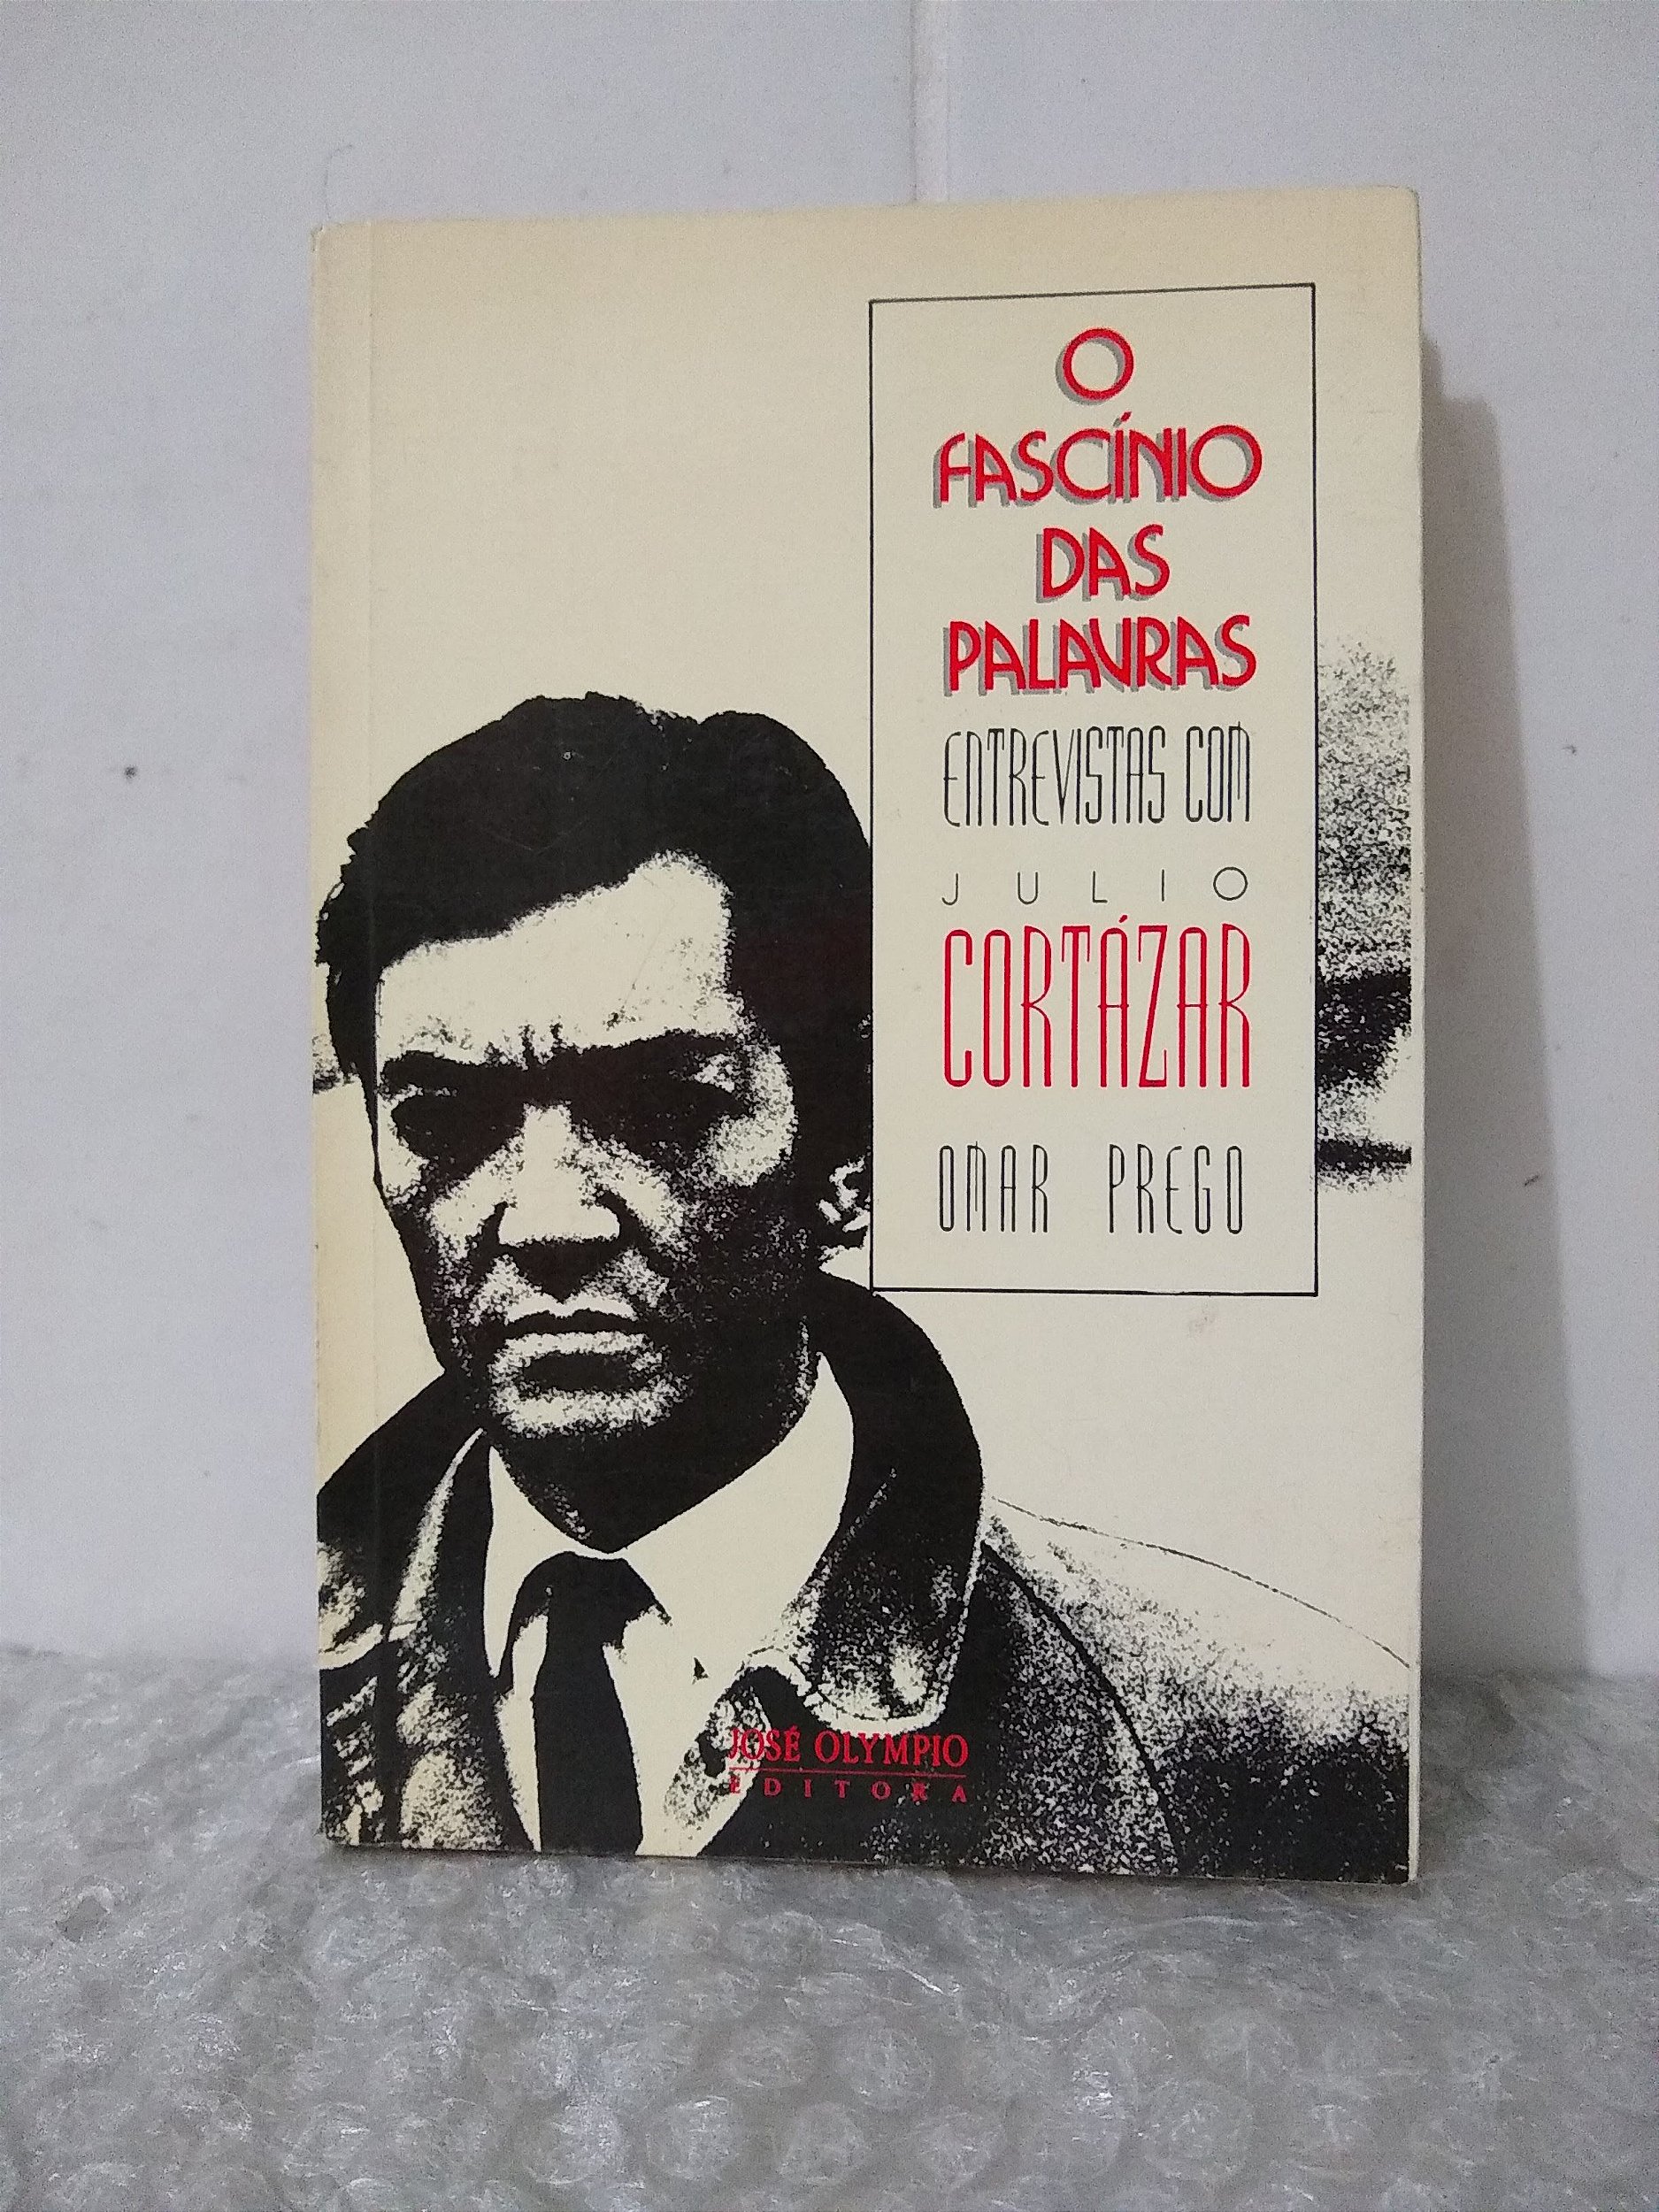 O
FASCÍNIO
DAS
PALAVRAS
ENTREVISTAS COM
JULIO
CORTÁZAR
OMAR PREGO
JOSÉ OLYMPIO
EDITORA